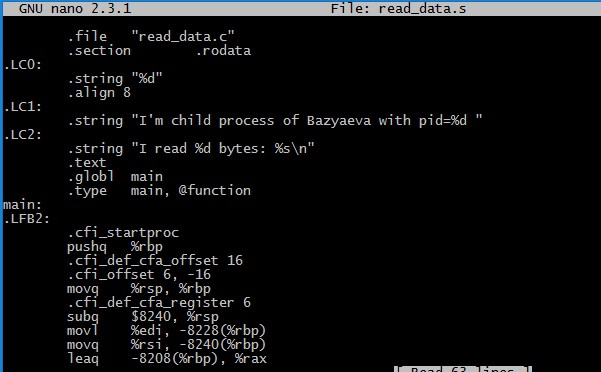 GNU nano 2.3.1 File: read_data.s
.file "read_data.c"
.section .rodata
.LC0:
.string "%d"
.align 8
.LC1:
.string "I'm child process of Bazyaeva with pid=%d "
.LC2:
.string "I read %d bytes: %s\n"
.text
.globl main
.type main, @function
main:
.LFB2:
.cfi_startproc
pushq %rbp
.cfi_def_cfa_offset 16
.cfi_offset 6, -16
movq %rsp, %rbp
.cfi_def_cfa_register 6
subq $8240, %rsp
movl %edi, -8228(%rbp)
movq %rsi, -8240(%rbp)
leaq -8208(%rbp), %rax
[ Read 63 lines ]